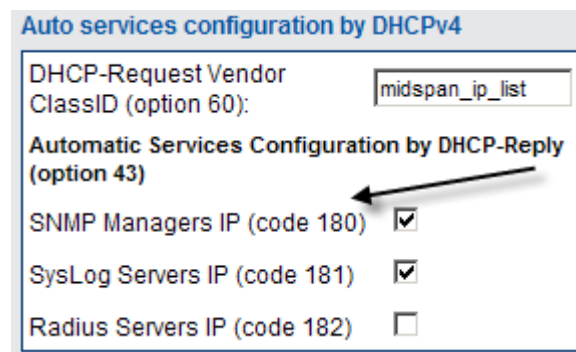 Auto services configuration by DHCPv4
DHCP-Request Vendor
ClassID (option 60):
midspan_ip_list
Automatic Services Configuration by DHCP-Reply
(option 43)
SNMP Managers IP (code 180)
SysLog Servers IP (code 181)
Radius Servers IP (code 182)